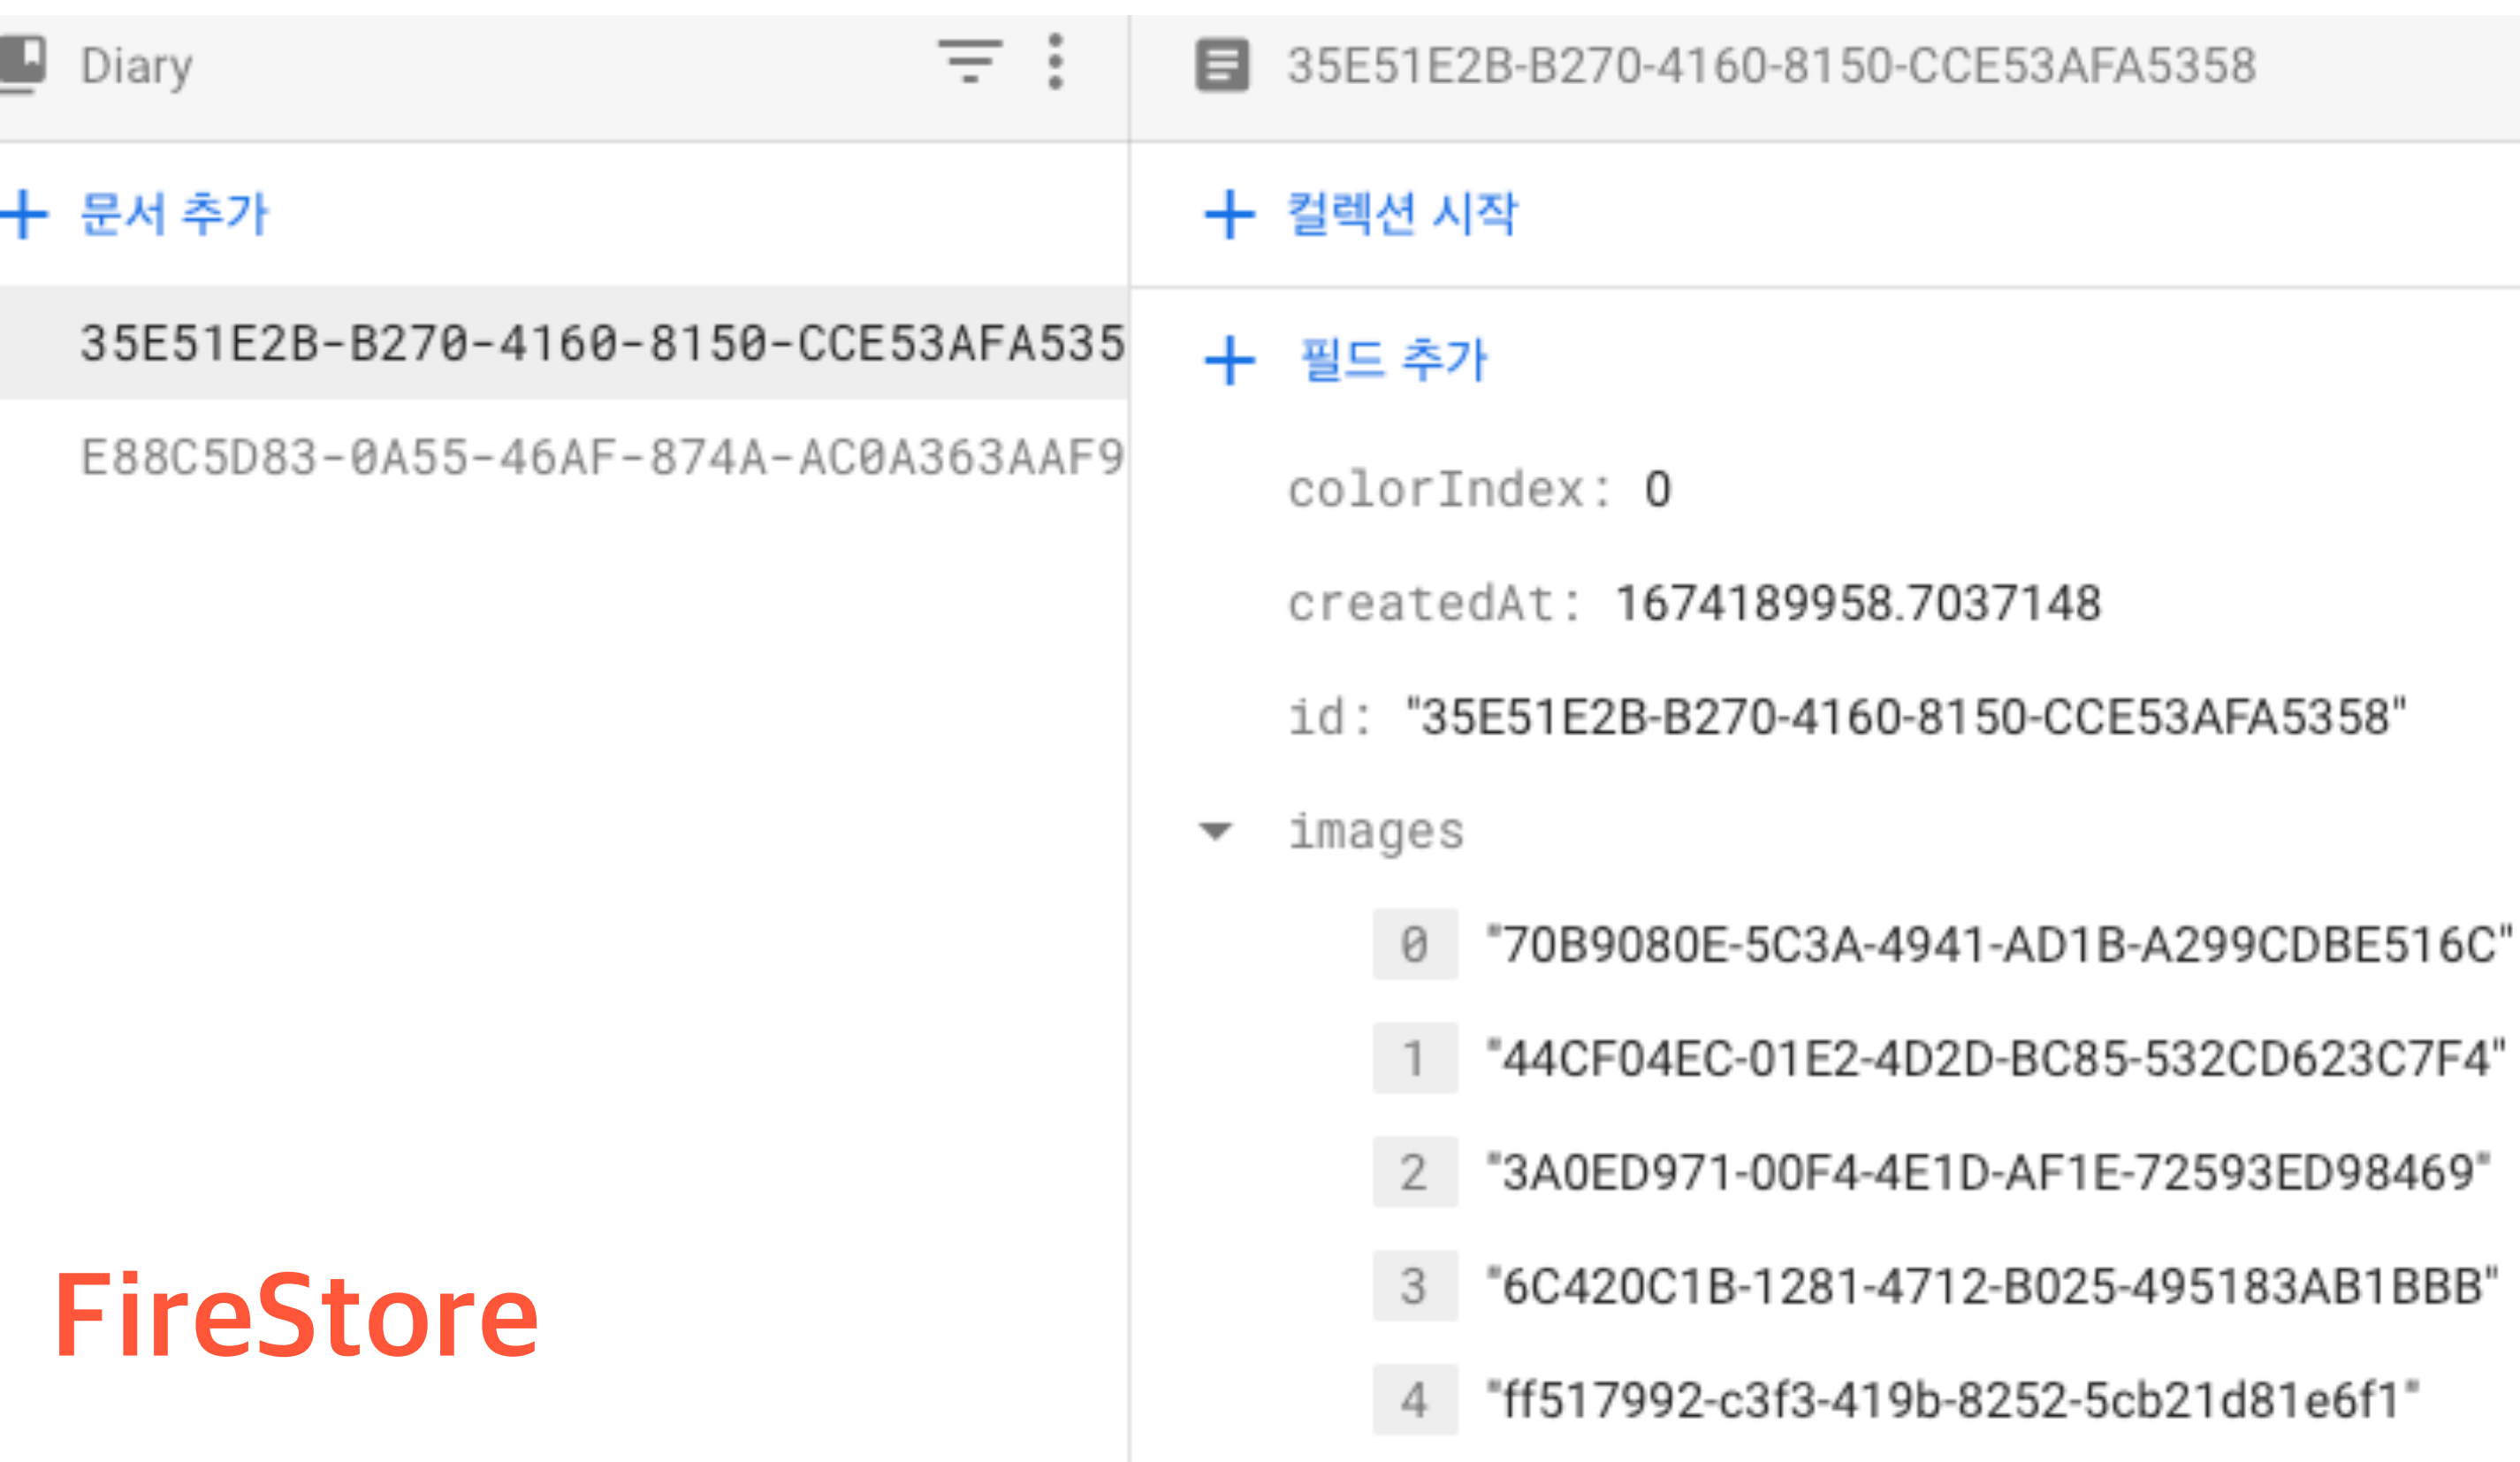 Diary
문서 추가
35E51E2B-B270-4160-8150-CCE53AFA535
E88C5D83-0A55-46AF-874A-AC0A363AAF9
FireStore
35E51E2B-B270-4160-8150-CCE53AFA5358
컬렉션 시작
필드 추가
colorIndex: 0
createdAt: 1674189958.7037148
id: "35E51E2B-B270-4160-8150-CCE53AFA5358"
images
0 "70B9080E-5C3A-4941-AD1B-A299CDBE516C"
1 "44CF04EC-01E2-4D2D-BC85-532CD623C7F4"
2 "3A0ED971-00F4-4E1D-AF1E-72593ED98469"
3 "6C420C1B-1281-4712-B025-495183AB1BBB"
4 "ff517992-c3f3-419b-8252-5cb21d81e6f1"